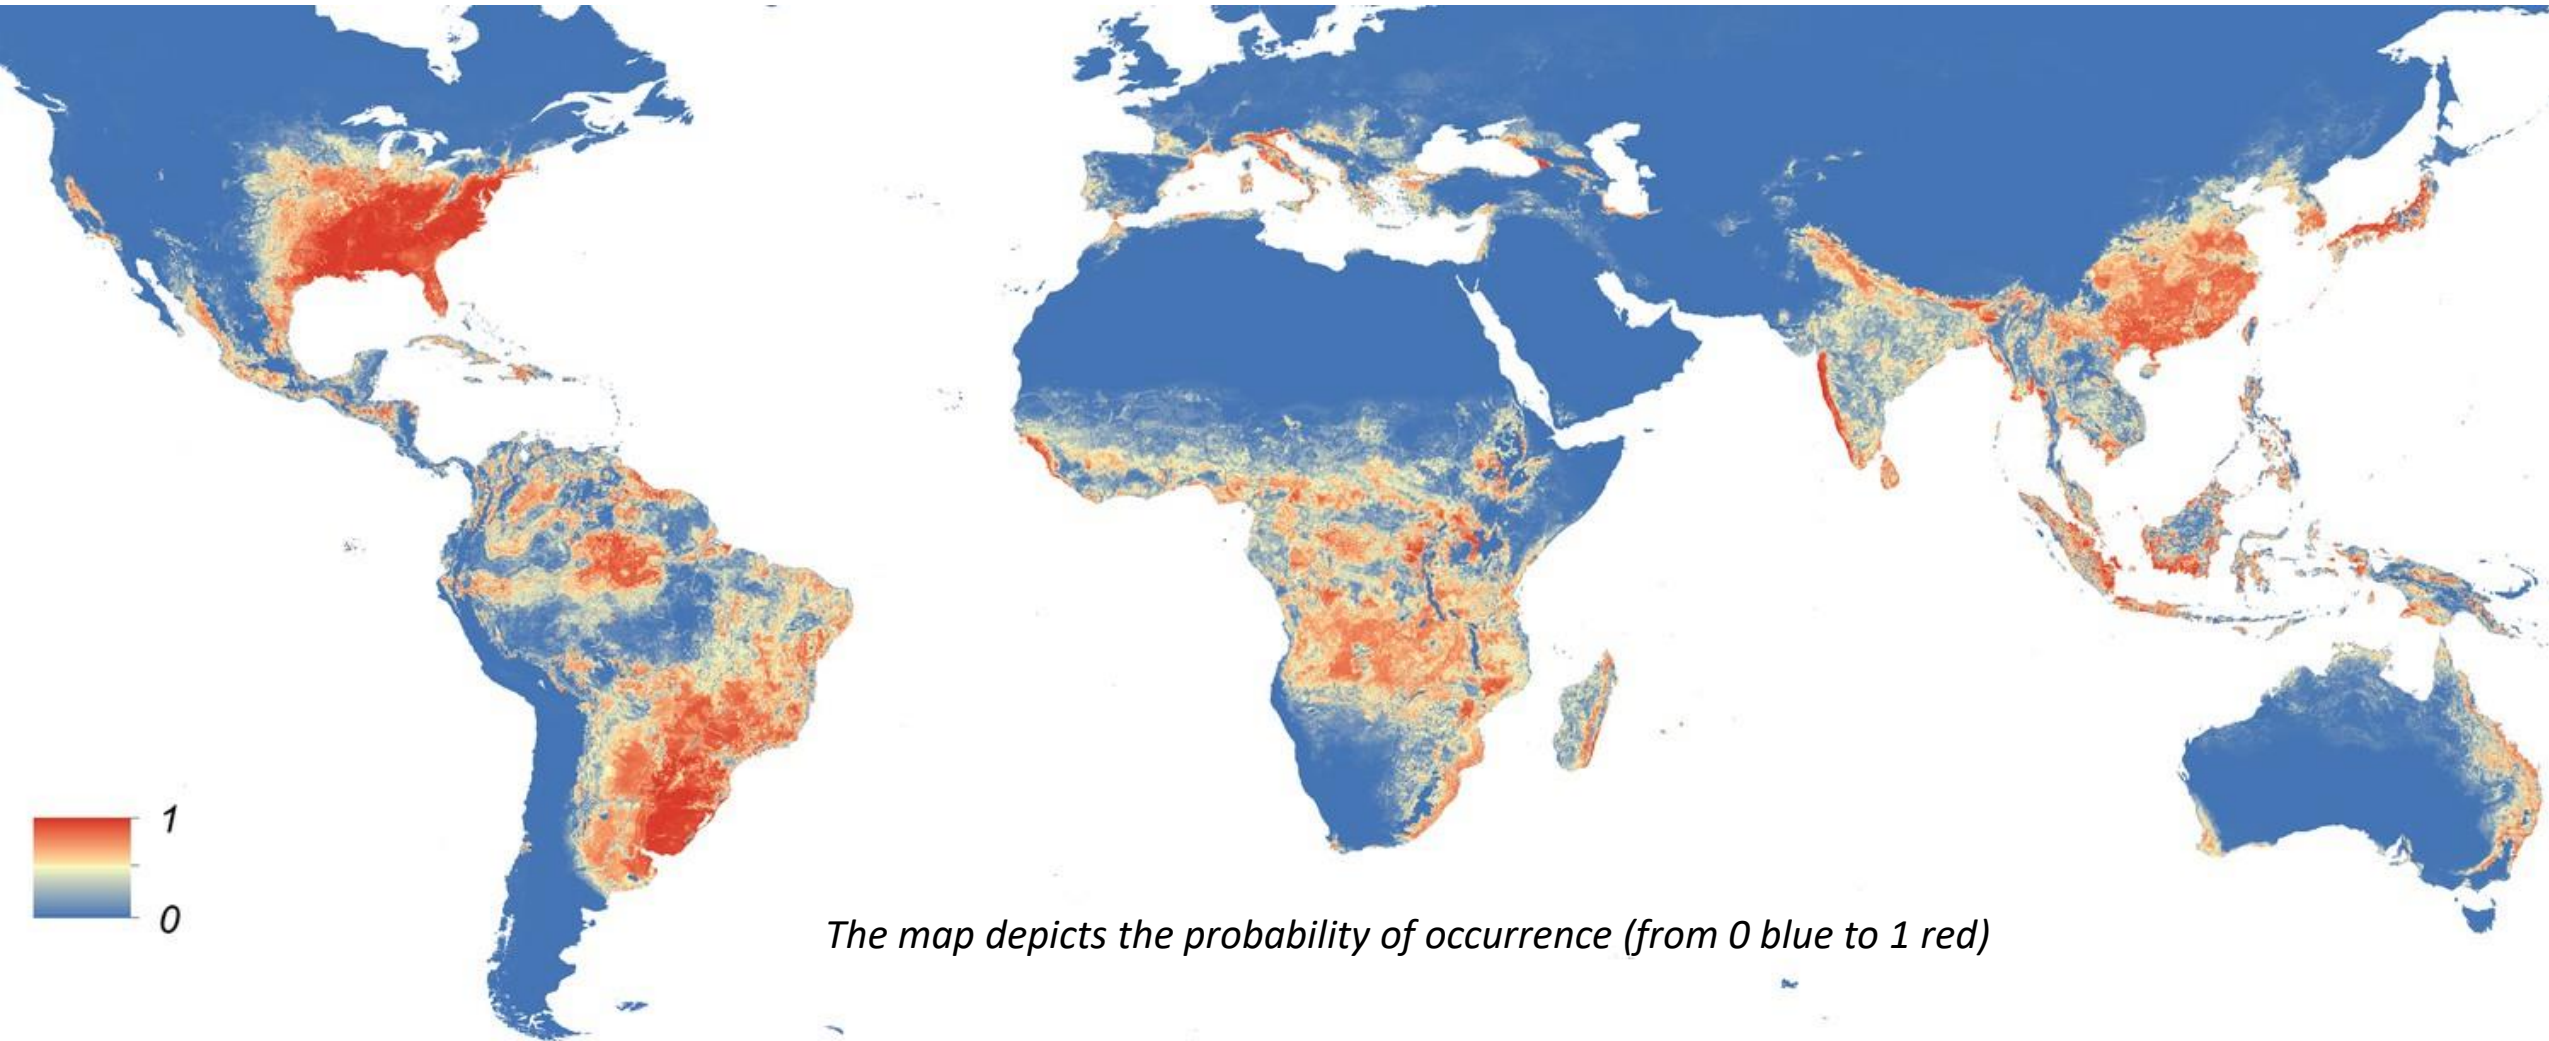 1
0
The map depicts the probability of occurrence (from 0 blue to 1 red)